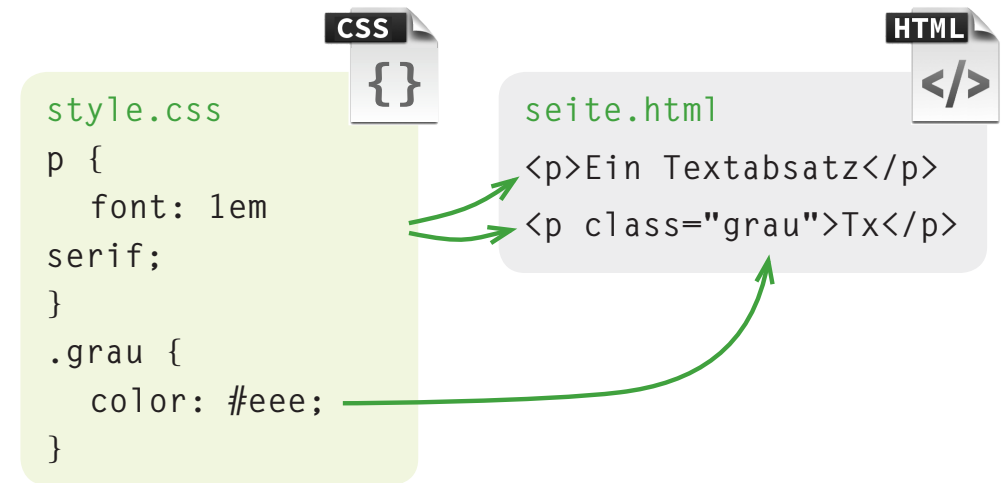 CSS
{}
style.css
p {
font: 1em
serif;
}
.grau {
color: #eee;
}
HTML
</>
seite.html
<p>Ein Textabsatz</p>
<p class="grau">Tx</p>